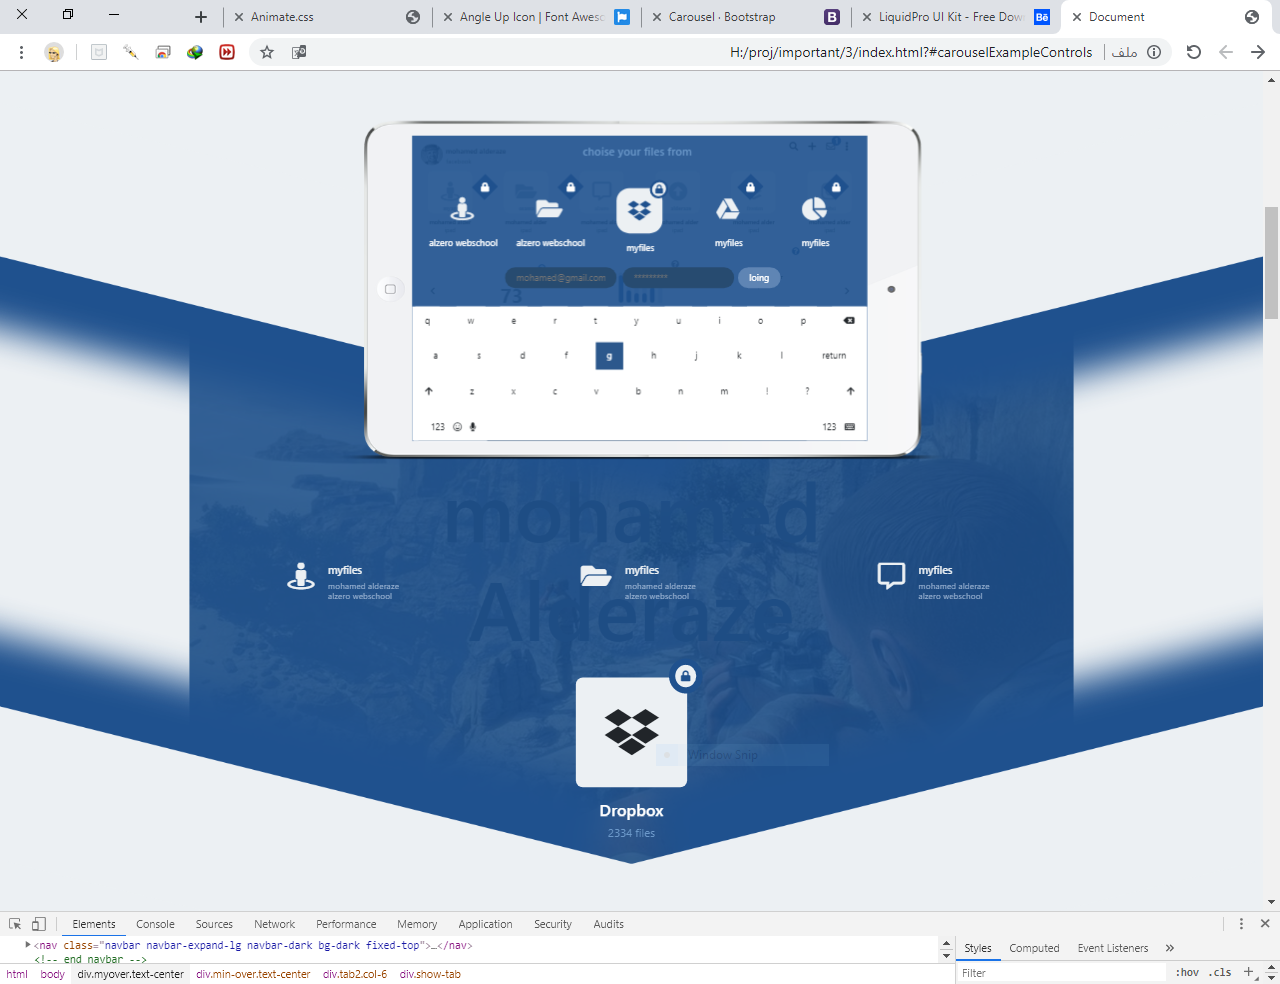 Animate.css
Angle Up Icon | Font Aweso
Carousel · Bootstrap
LiquidPro UI Kit - Free Dow
Document
H:/proj/important/3/index.html?#carouselExampleControls
ملف
choise your files from
alzero webschool
alzero webschool
myfiles
myfiles
myfiles
mohamed@gmail.com
*********
loing
73
q w e r t y u i o p
a s d f g h j k l return
z x c v b n m ! ?
123
123
mohamed
Alderaze
myfiles
mohamed alderaze
alzero webschool
myfiles
mohamed alderaze
alzero webschool
myfiles
mohamed alderaze
alzero webschool
Window Snip
Dropbox
2334 files
Elements Console Sources Network Performance Memory Application Security Audits
<nav class="navbar navbar-expand-lg navbar-dark bg-dark fixed-top">…</nav>
<!-- end navbar -->
html body div.myover.text-center div.min-over.text-center div.tab2.col-6 div.show-tab
Styles Computed Event Listeners »
Filter :hov .cls +